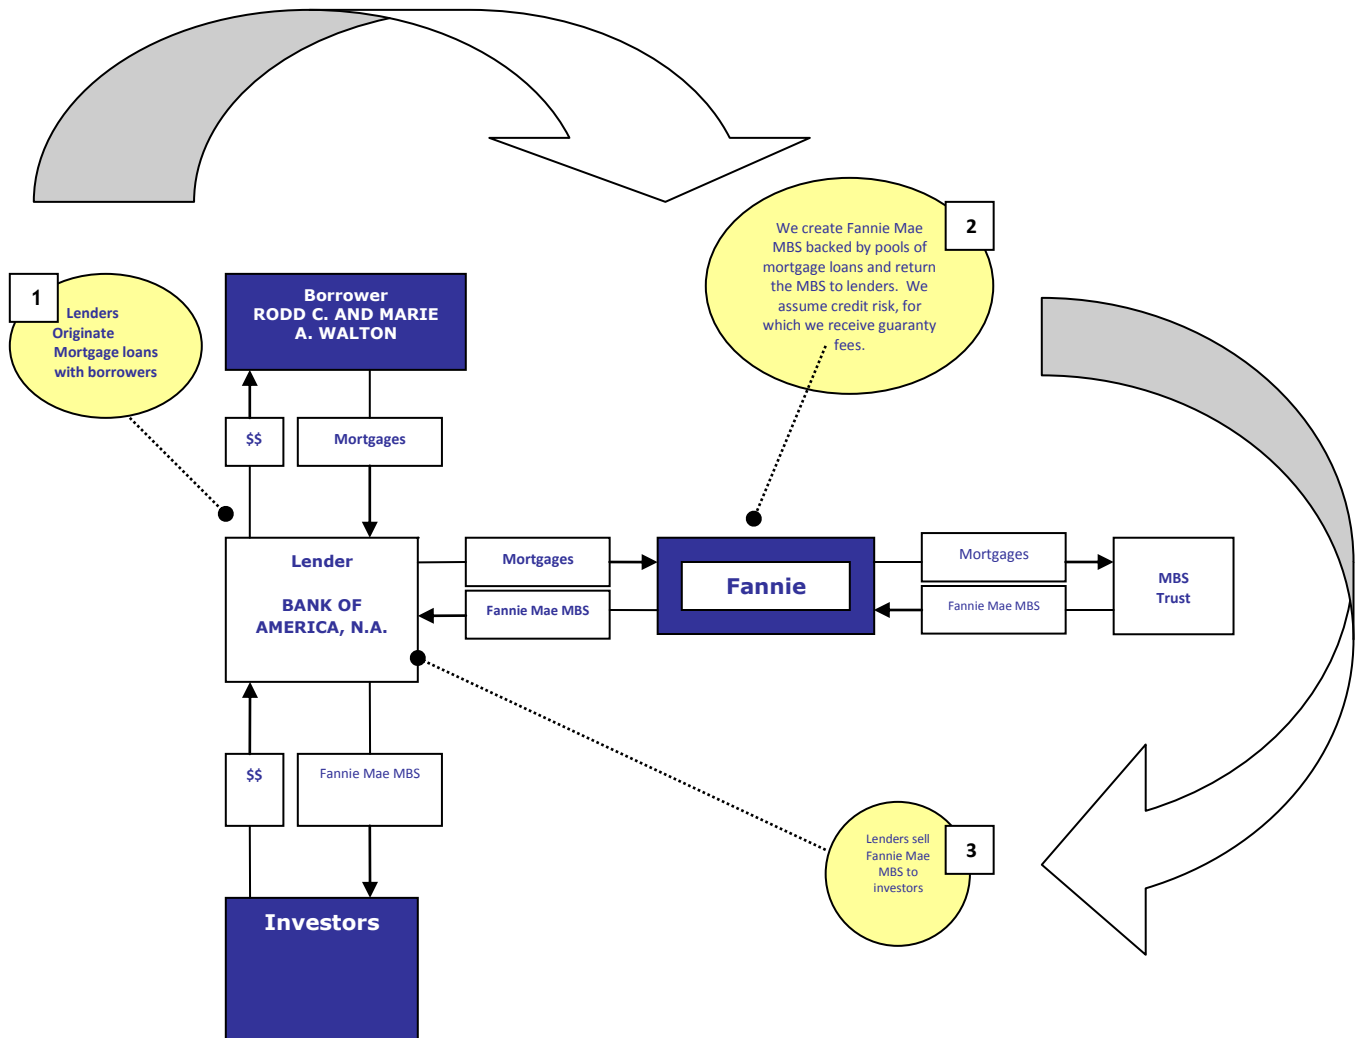 1
Lenders
Originate
Mortgage loans
with borrowers
Borrower
RODD C. AND MARIE
A. WALTON
2
We create Fannie Mae
MBS backed by pools of
mortgage loans and return
the MBS to lenders. We
assume credit risk, for
which we receive guaranty
fees.
$$
Mortgages
Lender
BANK OF
AMERICA, N.A.
Mortgages
Fannie Mae MBS
Fannie
Mortgages
Fannie Mae MBS
MBS
Trust
$$
Fannie Mae MBS
3
Lenders sell
Fannie Mae
MBS to
investors
Investors